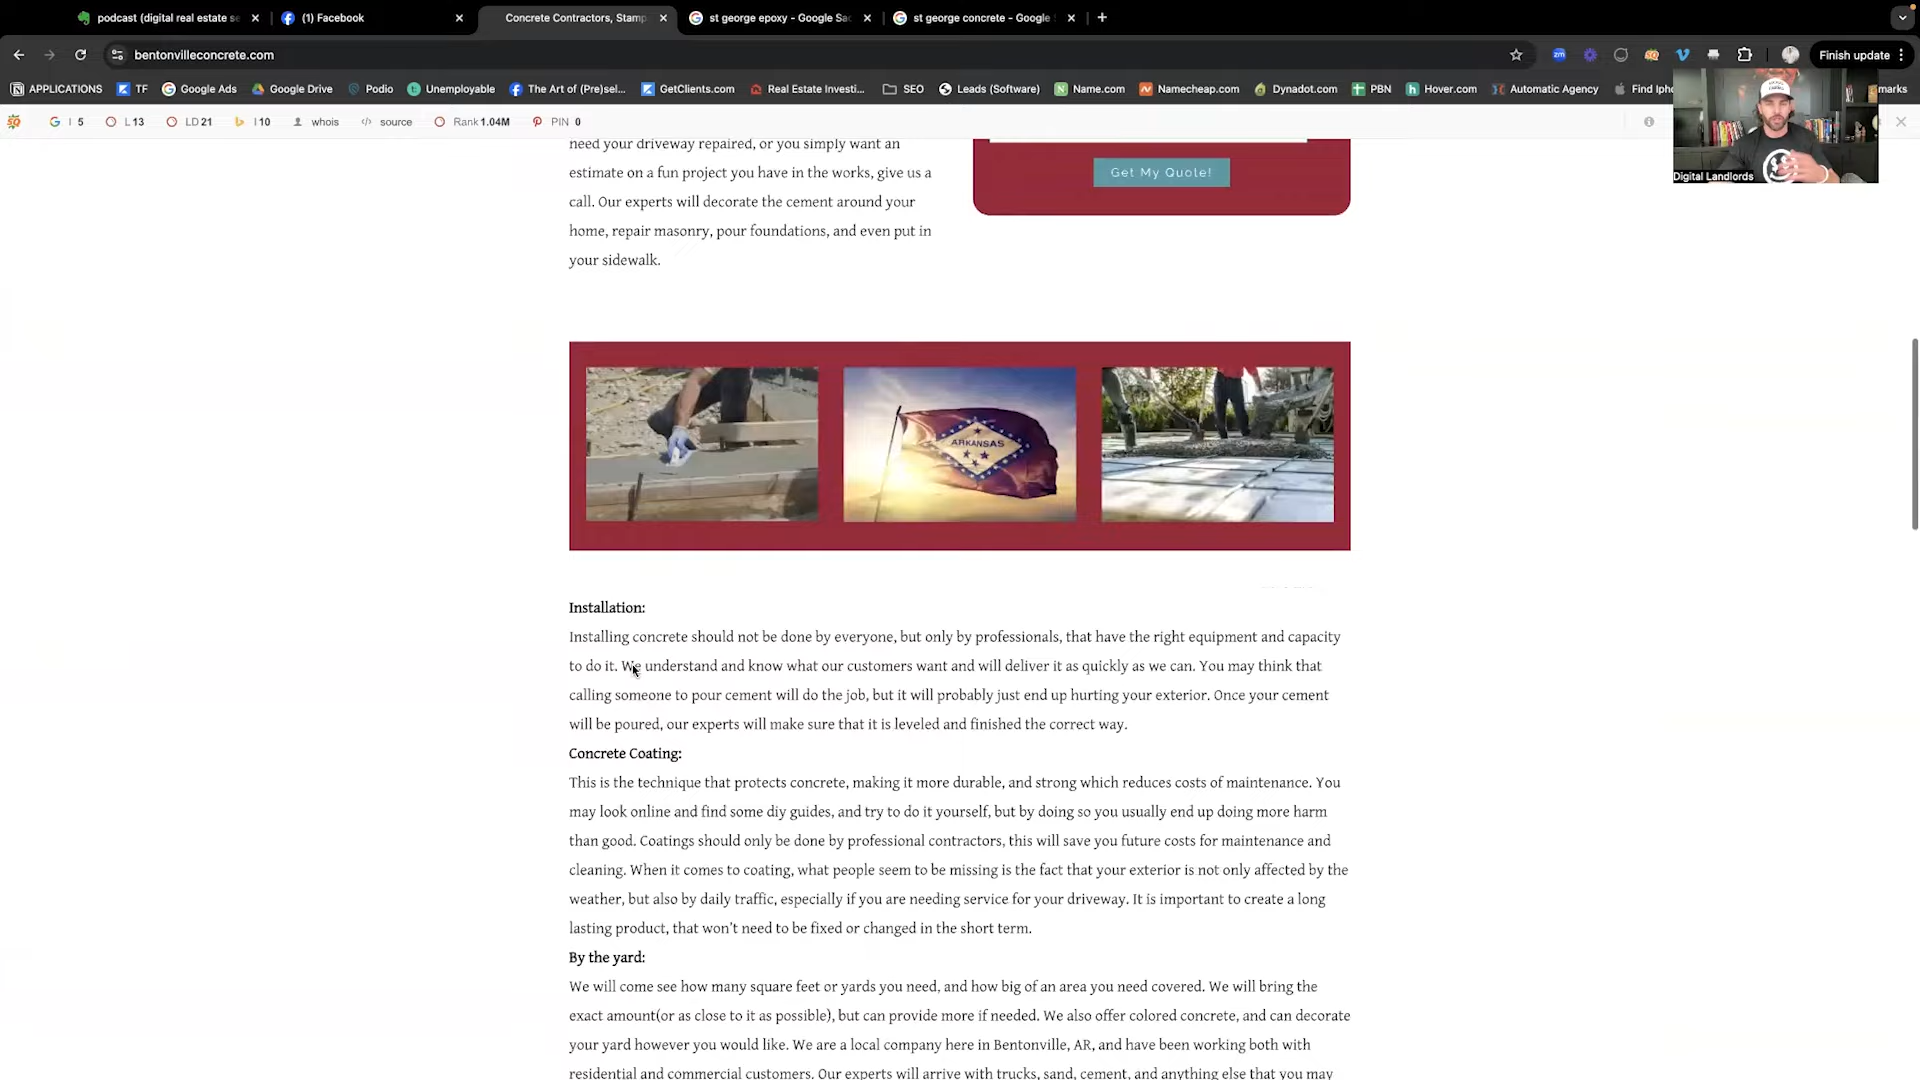 podcast (digital real estate se
(1) Facebook
Concrete Contractors, Stamp
st george epoxy - Google Sea
st george concrete - Google
bentonvilleconcrete.com
zm
Finish update
APPLICATIONS
TF
Google Ads
Google Drive
Podio
Unemployable
The Art of (Pre)sel...
GetClients.com
Real Estate Investi...
SEO
Leads (Software)
Name.com
Namecheap.com
Dynadot.com
PBN
Hover.com
Automatic Agency
Find Iph
marks
I 5
L 13
LD 21
I 10
whois
source
Rank 1.04M
PIN 0
Digital Landlords
need your driveway repaired, or you simply want an
estimate on a fun project you have in the works, give us a
call. Our experts will decorate the cement around your
home, repair masonry, pour foundations, and even put in
your sidewalk.
Get My Quote!
ARKANSAS
Installation:
Installing concrete should not be done by everyone, but only by professionals, that have the right equipment and capacity
to do it. We understand and know what our customers want and will deliver it as quickly as we can. You may think that
calling someone to pour cement will do the job, but it will probably just end up hurting your exterior. Once your cement
will be poured, our experts will make sure that it is leveled and finished the correct way.
Concrete Coating:
This is the technique that protects concrete, making it more durable, and strong which reduces costs of maintenance. You
may look online and find some diy guides, and try to do it yourself, but by doing so you usually end up doing more harm
than good. Coatings should only be done by professional contractors, this will save you future costs for maintenance and
cleaning. When it comes to coating, what people seem to be missing is the fact that your exterior is not only affected by the
weather, but also by daily traffic, especially if you are needing service for your driveway. It is important to create a long
lasting product, that won't need to be fixed or changed in the short term.
By the yard:
We will come see how many square feet or yards you need, and how big of an area you need covered. We will bring the
exact amount(or as close to it as possible), but can provide more if needed. We also offer colored concrete, and can decorate
your yard however you would like. We are a local company here in Bentonville, AR, and have been working both with
residential and commercial customers. Our experts will arrive with trucks, sand, cement, and anything else that you may